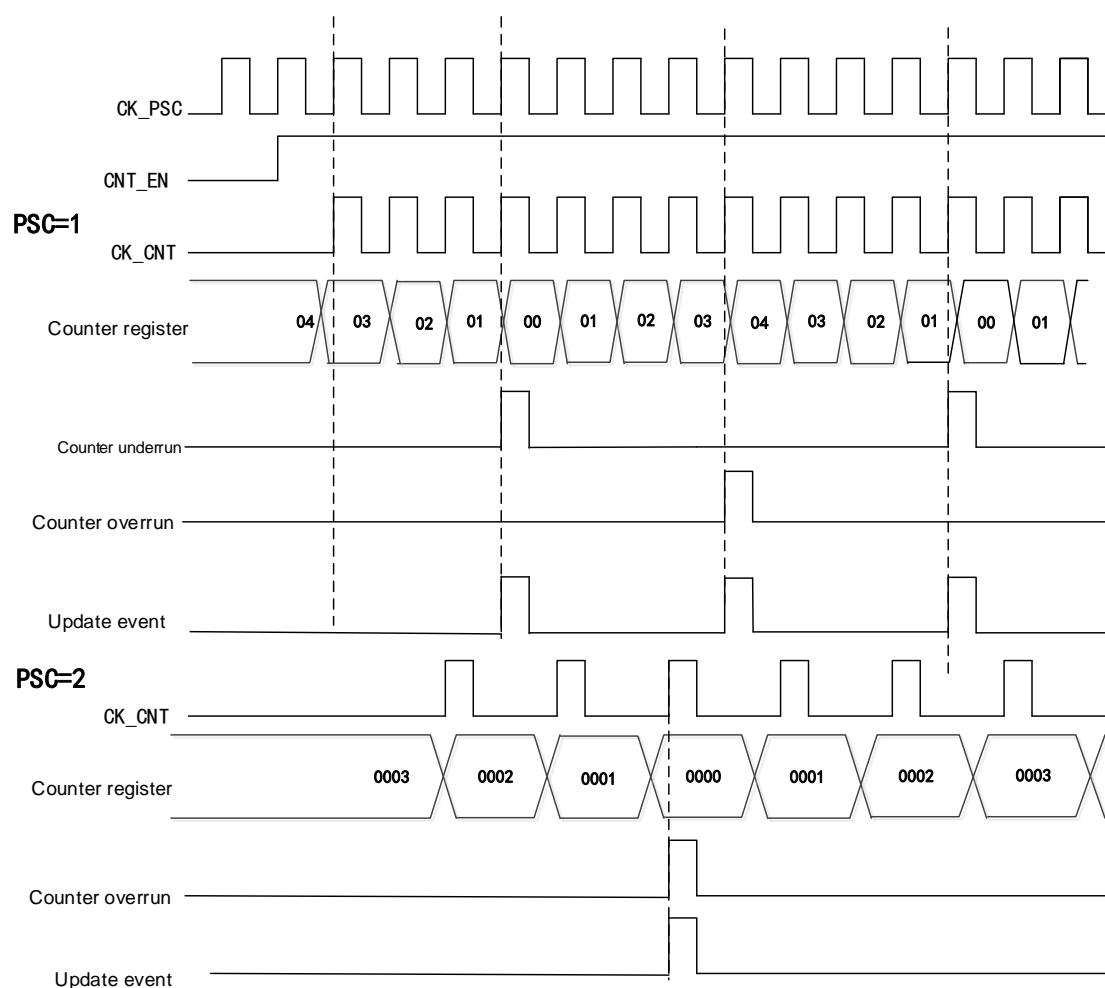 CK_PSC
CNT_EN
PSC=1
CK_CNT
Counter register 04 03 02 01 00 01 02 03 04 03 02 01 00 01
Counter underrun
Counter overrun
Update event
PSC=2
CK_CNT
Counter register 0003 0002 0001 0000 0001 0002 0003
Counter overrun
Update event